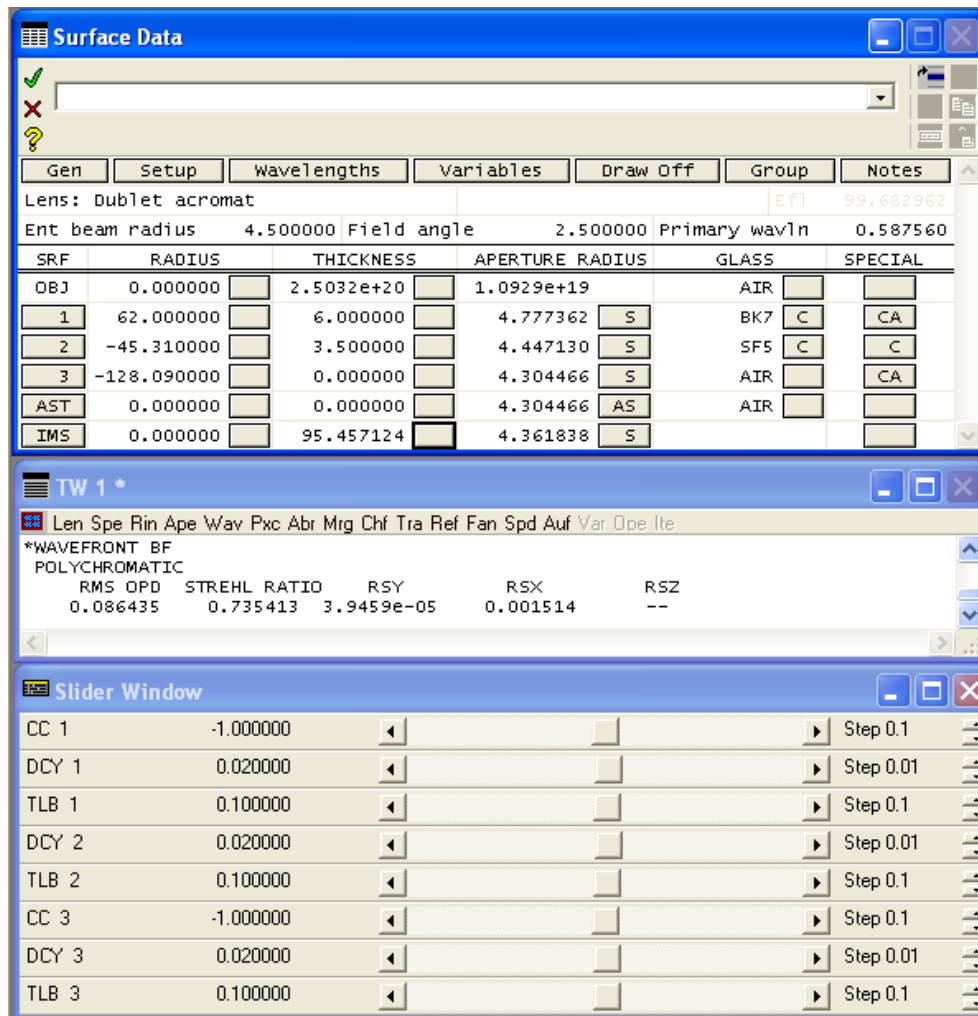 Surface Data
Gen Setup Wavelengths Variables Draw Off Group Notes
Lens: Dublet acromat Efl 99.682962
Ent beam radius 4.500000 Field angle 2.500000 Primary wavln 0.587560
SRF RADIUS THICKNESS APERTURE RADIUS GLASS SPECIAL
OBJ 0.000000 2.5032e+20 1.0929e+19 AIR
1 62.000000 6.000000 4.777362 S BK7 C CA
2 -45.310000 3.500000 4.447130 S SF5 C C
3 -128.090000 0.000000 4.304466 S AIR CA
AST 0.000000 0.000000 4.304466 AS AIR
IMS 0.000000 95.457124 4.361838 S
TW 1 *
Len Spe Rin Ape Wav Pxc Abr Mrg Chf Tra Ref Fan Spd Auf Var Ope Ite
*WAVEFRONT BF
POLYCHROMATIC
RMS OPD STREHL RATIO RSY RSX RSZ
0.086435 0.735413 3.9459e-05 0.001514 --
Slider Window
CC 1 -1.000000 Step 0.1
DCY 1 0.020000 Step 0.01
TLB 1 0.100000 Step 0.1
DCY 2 0.020000 Step 0.01
TLB 2 0.100000 Step 0.1
CC 3 -1.000000 Step 0.1
DCY 3 0.020000 Step 0.01
TLB 3 0.100000 Step 0.1